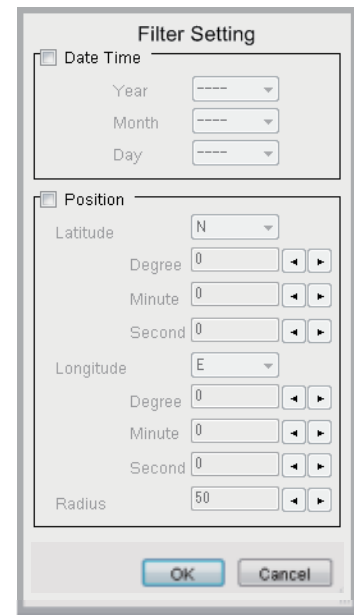 Filter Setting
Date Time
Year ----
Month ----
Day ----
Position
Latitude N
Degree 0
Minute 0
Second 0
Longitude E
Degree 0
Minute 0
Second 0
Radius 50
OK Cancel